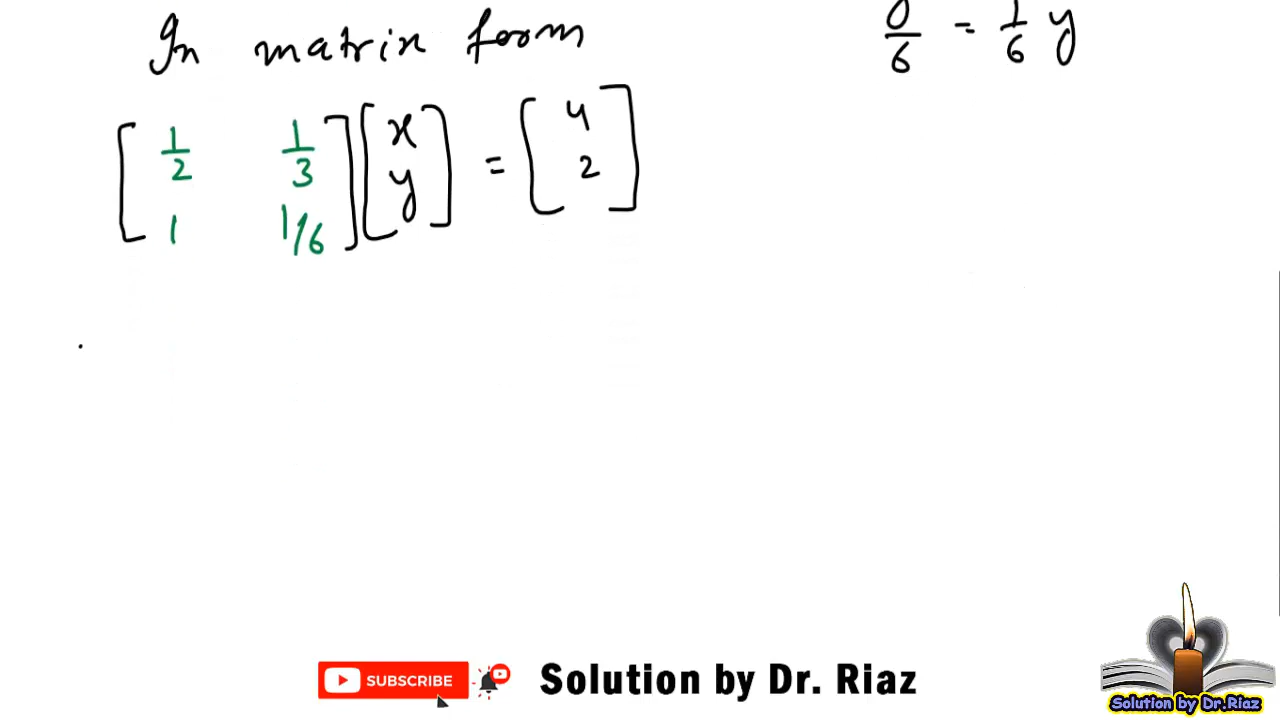 In matrix form
0/6 = 1/6 y
[ 1/2 1/3 ] [ x ] = [ 4 ]
[ 1 1/6 ] [ y ] [ 2 ]
SUBSCRIBE
Solution by Dr. Riaz
Solution by Dr.Riaz